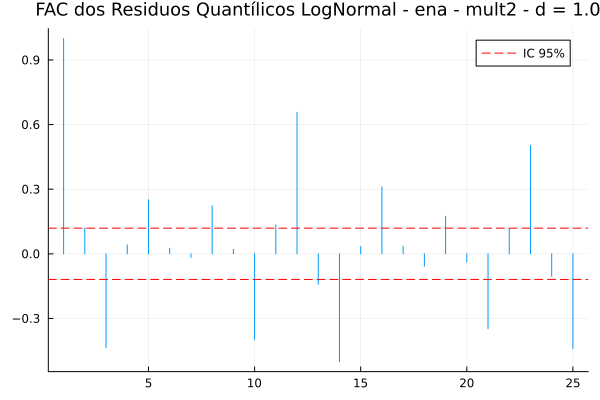 FAC dos Residuos Quantílicos LogNormal - ena - mult2 - d = 1.0
IC 95%
0.9
0.6
0.3
0.0
−0.3
5 10 15 20 25